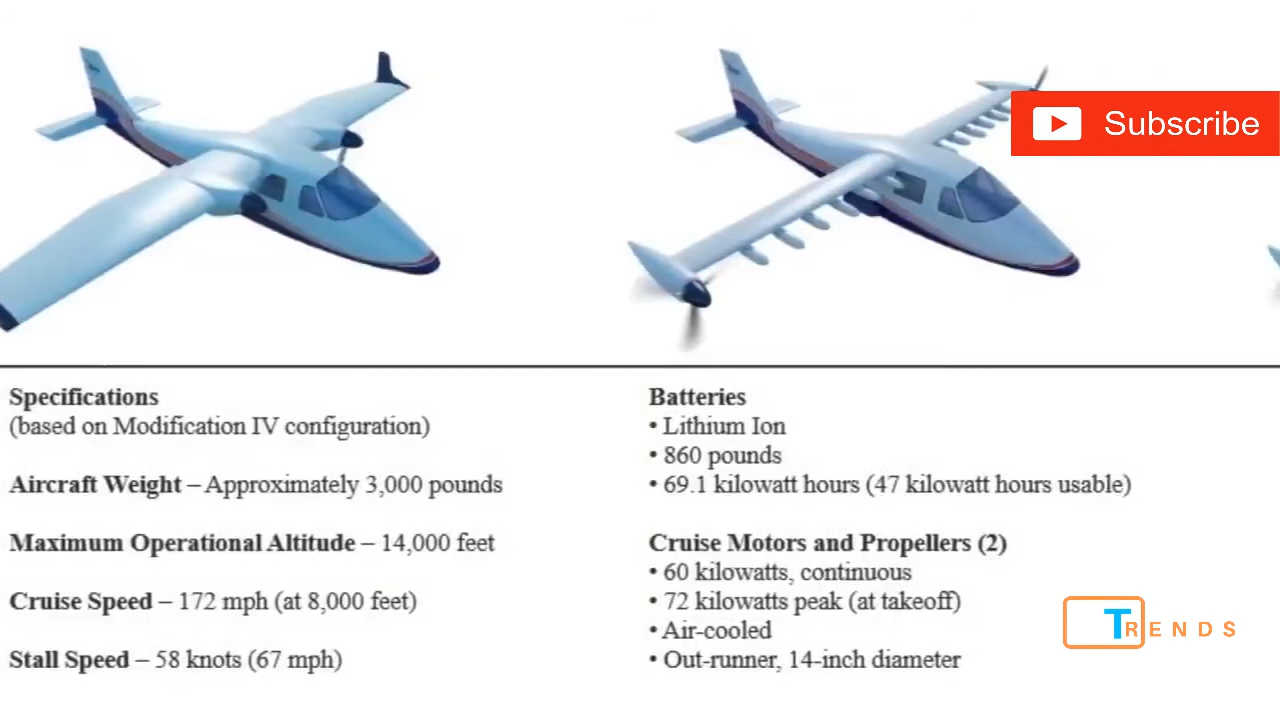 Subscribe
Specifications
(based on Modification IV configuration)
Aircraft Weight – Approximately 3,000 pounds
Maximum Operational Altitude – 14,000 feet
Cruise Speed – 172 mph (at 8,000 feet)
Stall Speed – 58 knots (67 mph)
Batteries
• Lithium Ion
• 860 pounds
• 69.1 kilowatt hours (47 kilowatt hours usable)
Cruise Motors and Propellers (2)
• 60 kilowatts, continuous
• 72 kilowatts peak (at takeoff)
• Air-cooled
• Out-runner, 14-inch diameter
TRENDS